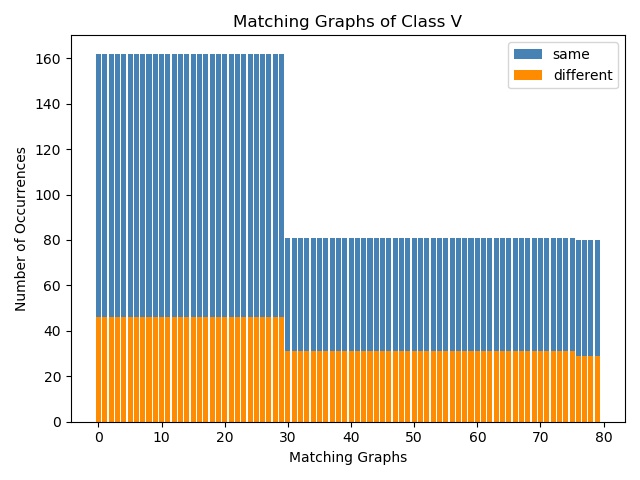 Matching Graphs of Class V
same
different
Number of Occurrences
160
140
120
100
80
60
40
20
0
0 10 20 30 40 50 60 70 80
Matching Graphs